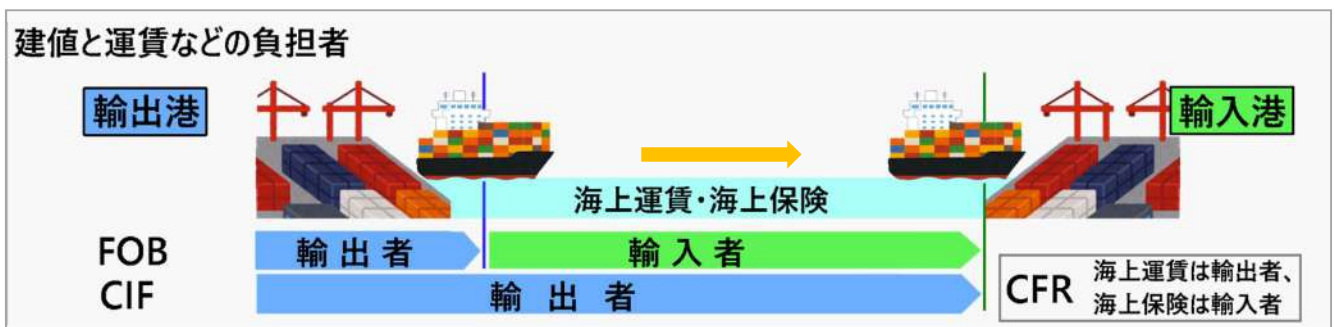 建値と運賃などの負担者
輸出港
輸入港
海上運賃・海上保険
FOB 輸出者 輸入者
CIF 輸出者
CFR 海上運賃は輸出者、
海上保険は輸入者